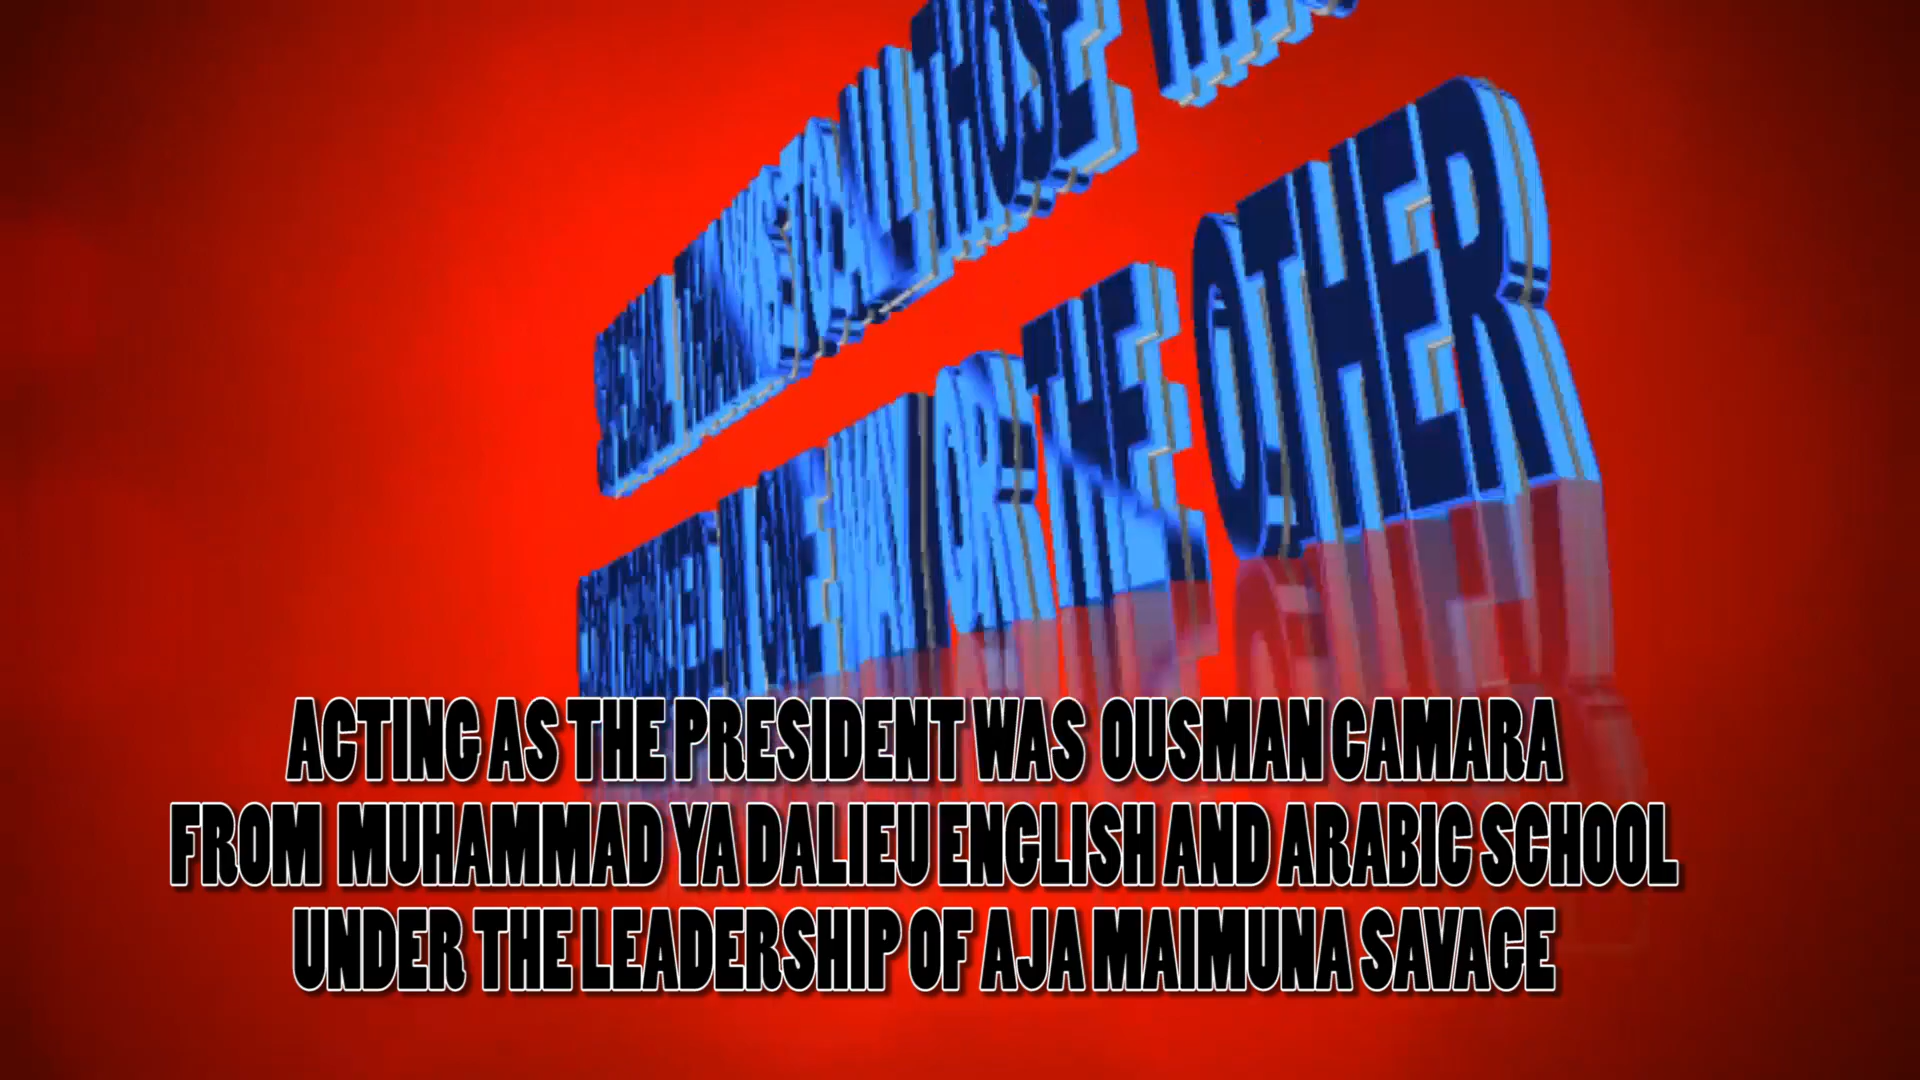 SPECIAL THANKS TO ALL THOSE
IN ONE WAY OR THE OTHER
ACTING AS THE PRESIDENT WAS OUSMAN CAMARA
FROM MUHAMMAD YA DALIEU ENGLISH AND ARABIC SCHOOL
UNDER THE LEADERSHIP OF AJA MAIMUNA SAVAGE